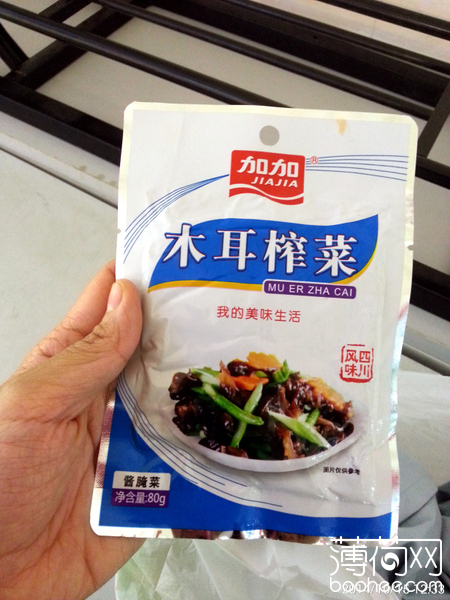 加加®
JIAJIA
木耳榨菜
MU ER ZHA CAI
我的美味生活
四川
风味
图片仅供参考
酱腌菜
净含量:80g
薄荷网
boohee.com